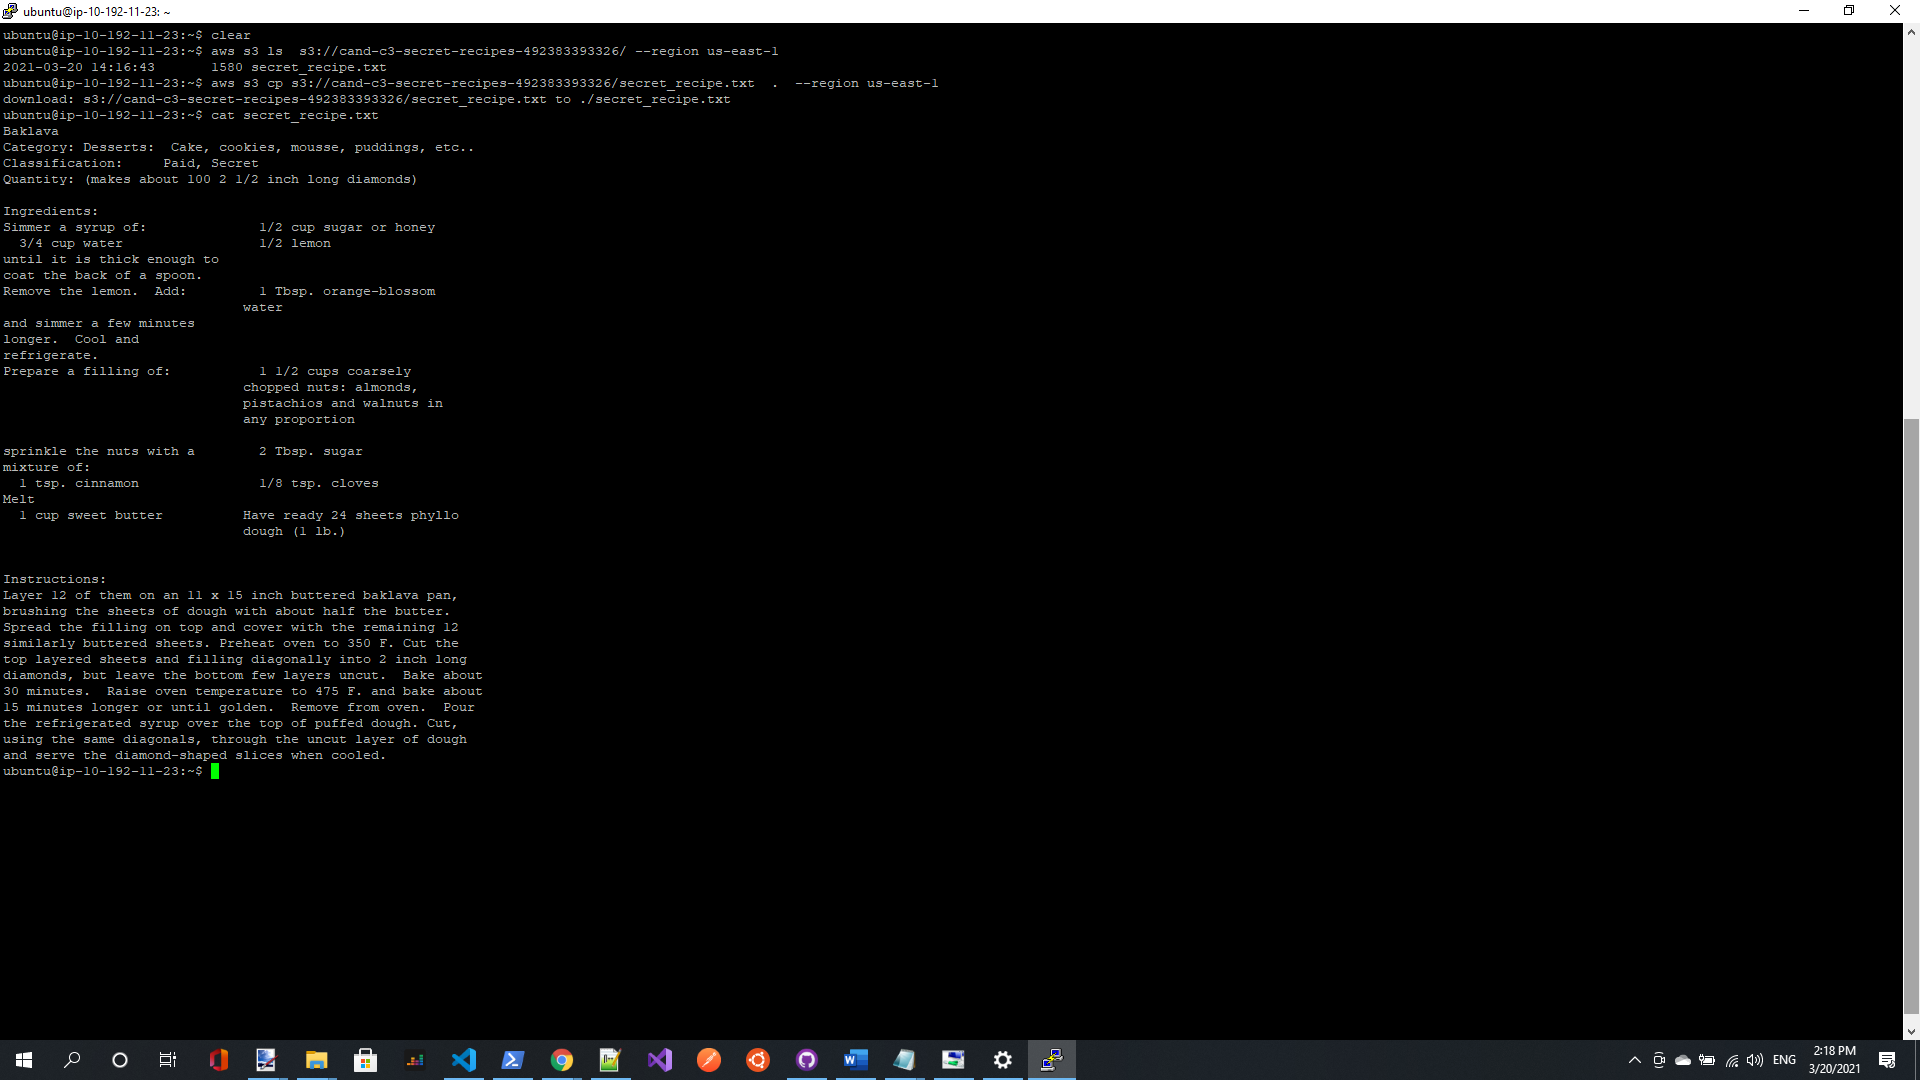 ubuntu@ip-10-192-11-23: ~
ubuntu@ip-10-192-11-23:~$ clear
ubuntu@ip-10-192-11-23:~$ aws s3 ls  s3://cand-c3-secret-recipes-492383393326/ --region us-east-1
2021-03-20 14:16:43       1580 secret_recipe.txt
ubuntu@ip-10-192-11-23:~$ aws s3 cp s3://cand-c3-secret-recipes-492383393326/secret_recipe.txt  .  --region us-east-1
download: s3://cand-c3-secret-recipes-492383393326/secret_recipe.txt to ./secret_recipe.txt
ubuntu@ip-10-192-11-23:~$ cat secret_recipe.txt
Baklava
Category: Desserts:  Cake, cookies, mousse, puddings, etc..
Classification:     Paid, Secret
Quantity: (makes about 100 2 1/2 inch long diamonds)
Ingredients:
Simmer a syrup of:              1/2 cup sugar or honey
  3/4 cup water                 1/2 lemon
until it is thick enough to
coat the back of a spoon.
Remove the lemon.  Add:         1 Tbsp. orange-blossom
                              water
and simmer a few minutes
longer.  Cool and
refrigerate.
Prepare a filling of:           1 1/2 cups coarsely
                              chopped nuts: almonds,
                              pistachios and walnuts in
                              any proportion
sprinkle the nuts with a        2 Tbsp. sugar
mixture of:
  1 tsp. cinnamon               1/8 tsp. cloves
Melt
  1 cup sweet butter          Have ready 24 sheets phyllo
                              dough (1 lb.)
Instructions:
Layer 12 of them on an 11 x 15 inch buttered baklava pan,
brushing the sheets of dough with about half the butter.
Spread the filling on top and cover with the remaining 12
similarly buttered sheets. Preheat oven to 350 F. Cut the
top layered sheets and filling diagonally into 2 inch long
diamonds, but leave the bottom few layers uncut.  Bake about
30 minutes.  Raise oven temperature to 475 F. and bake about
15 minutes longer or until golden.  Remove from oven.  Pour
the refrigerated syrup over the top of puffed dough. Cut,
using the same diagonals, through the uncut layer of dough
and serve the diamond-shaped slices when cooled.
ubuntu@ip-10-192-11-23:~$
ENG
2:18 PM
3/20/2021